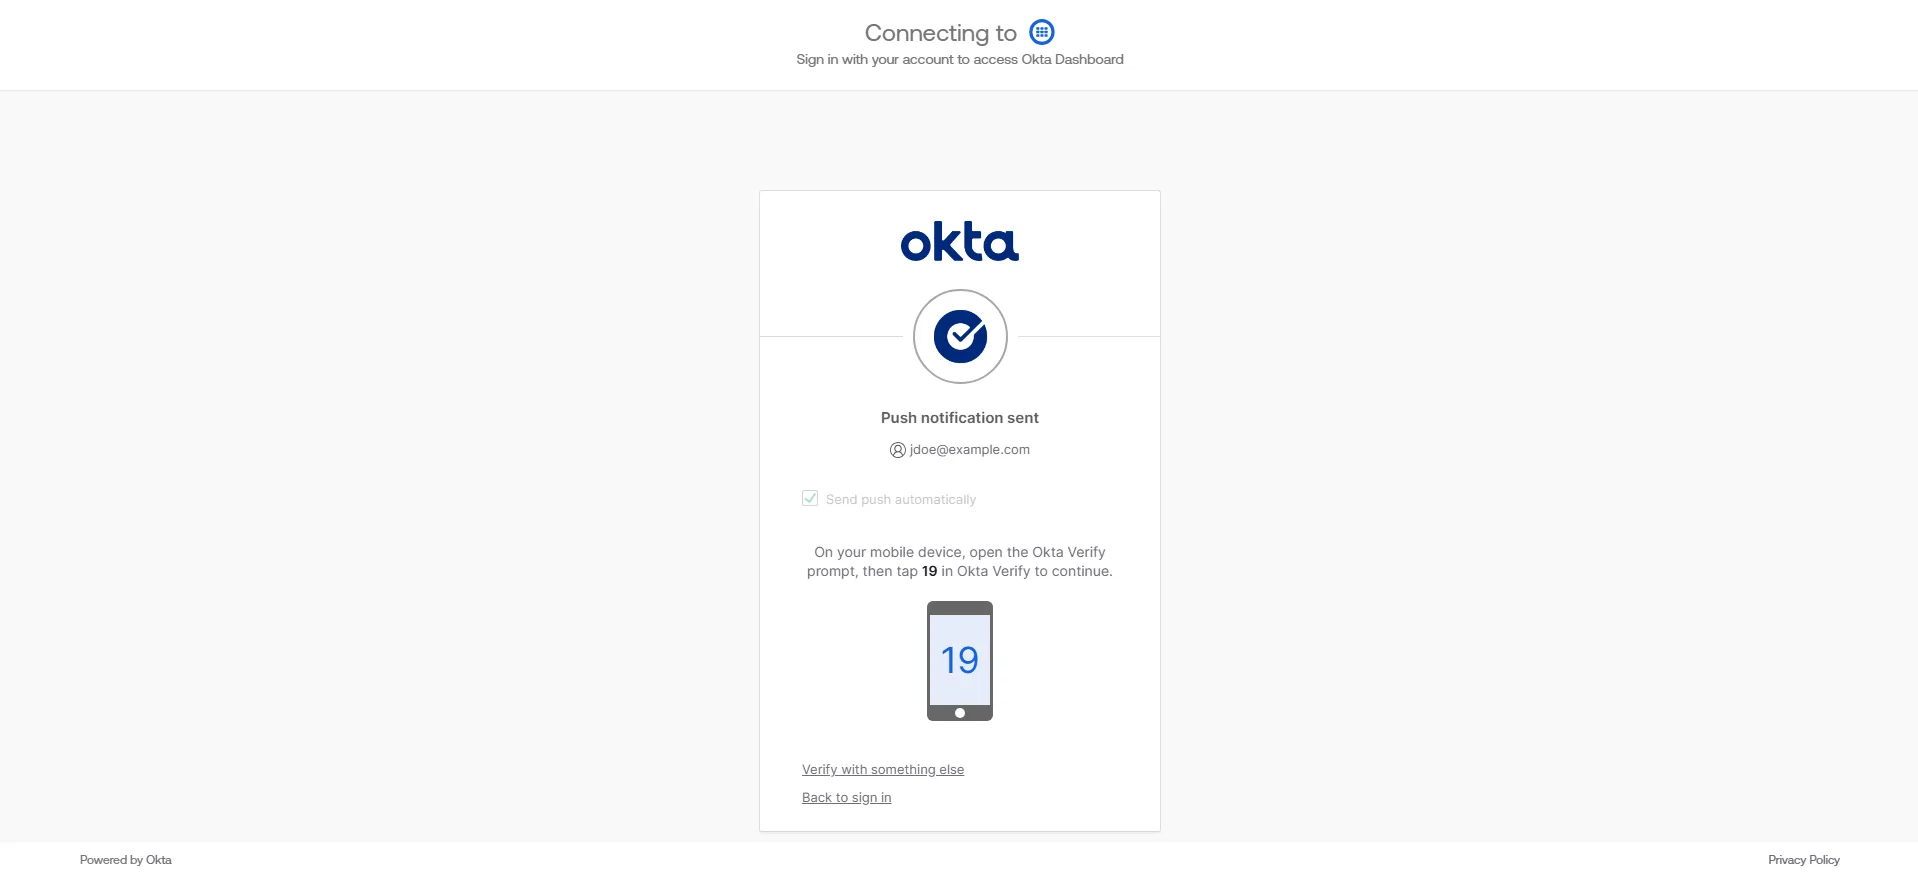 Connecting to
Sign in with your account to access Okta Dashboard
okta
Push notification sent
jdoe@example.com
Send push automatically
On your mobile device, open the Okta Verify
prompt, then tap 19 in Okta Verify to continue.
19
Verify with something else
Back to sign in
Powered by Okta
Privacy Policy